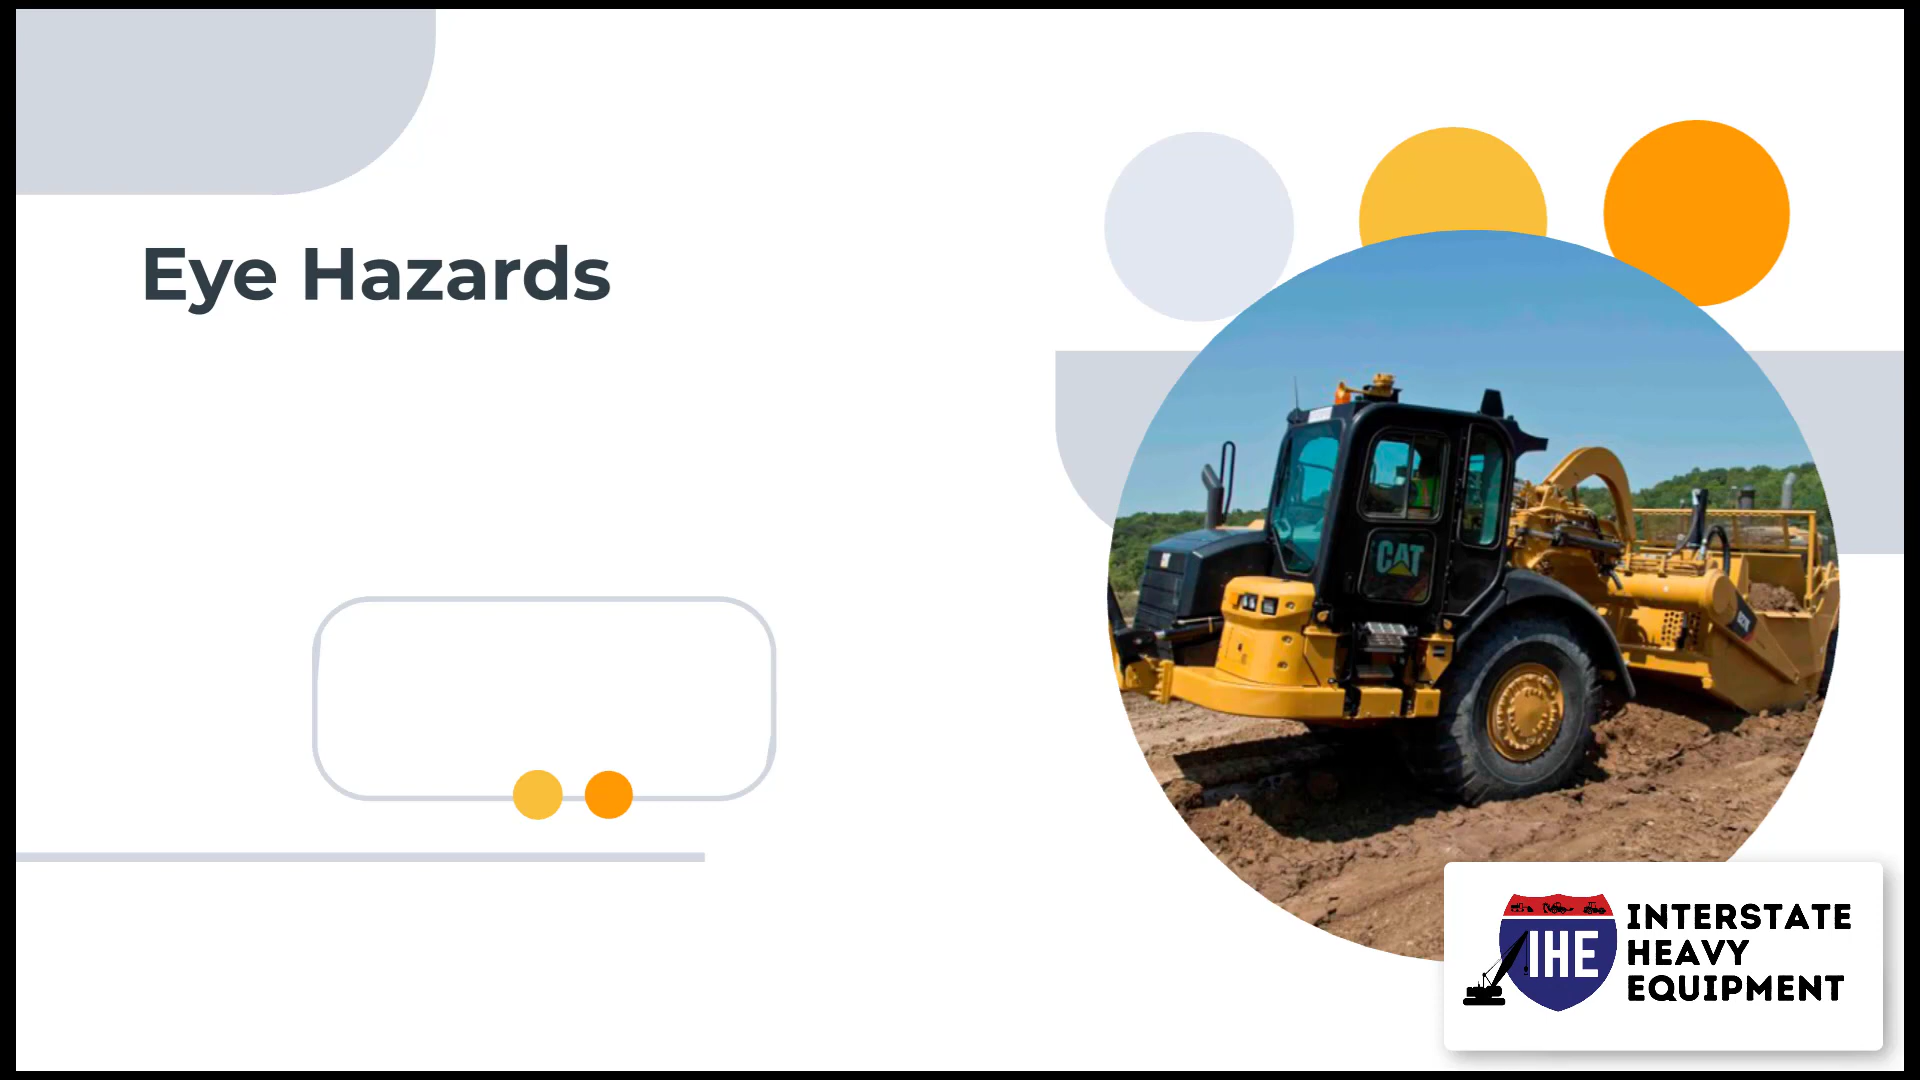 Eye Hazards
CAT
IHE
INTERSTATE
HEAVY
EQUIPMENT